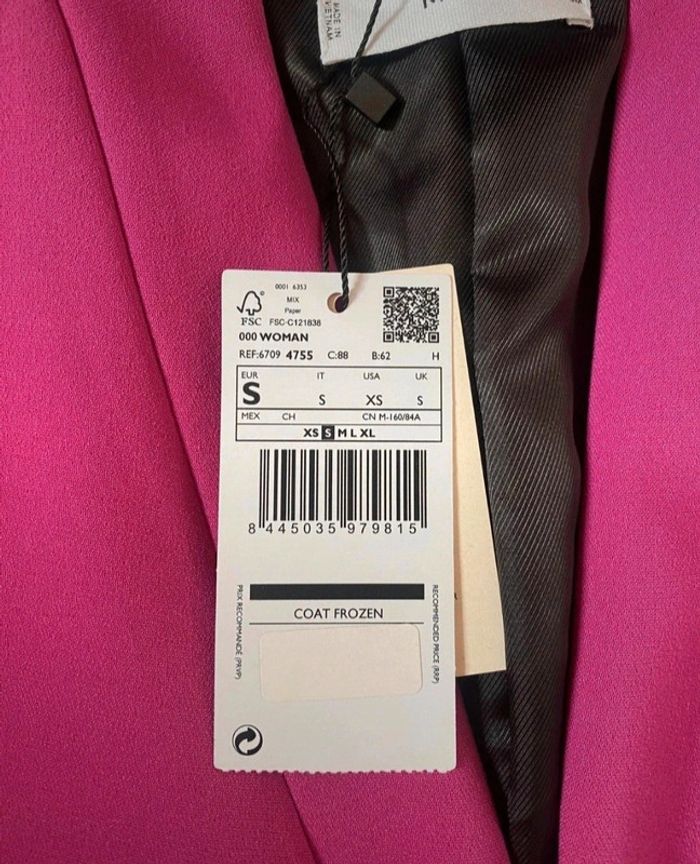 MADE IN
VIETNAM
0001 6353
MIX
Paper
FSC FSC-C121838
000 WOMAN
REF:6709 4755 C:88 B:62 H
EUR IT USA UK
S S XS S
MEX CH CN M-160/84A
XS S M L XL
8 445035 979815
COAT FROZEN
PRIX RECOMMANDÉ (PRVP)
RECOMMENDED PRICE (RRP)